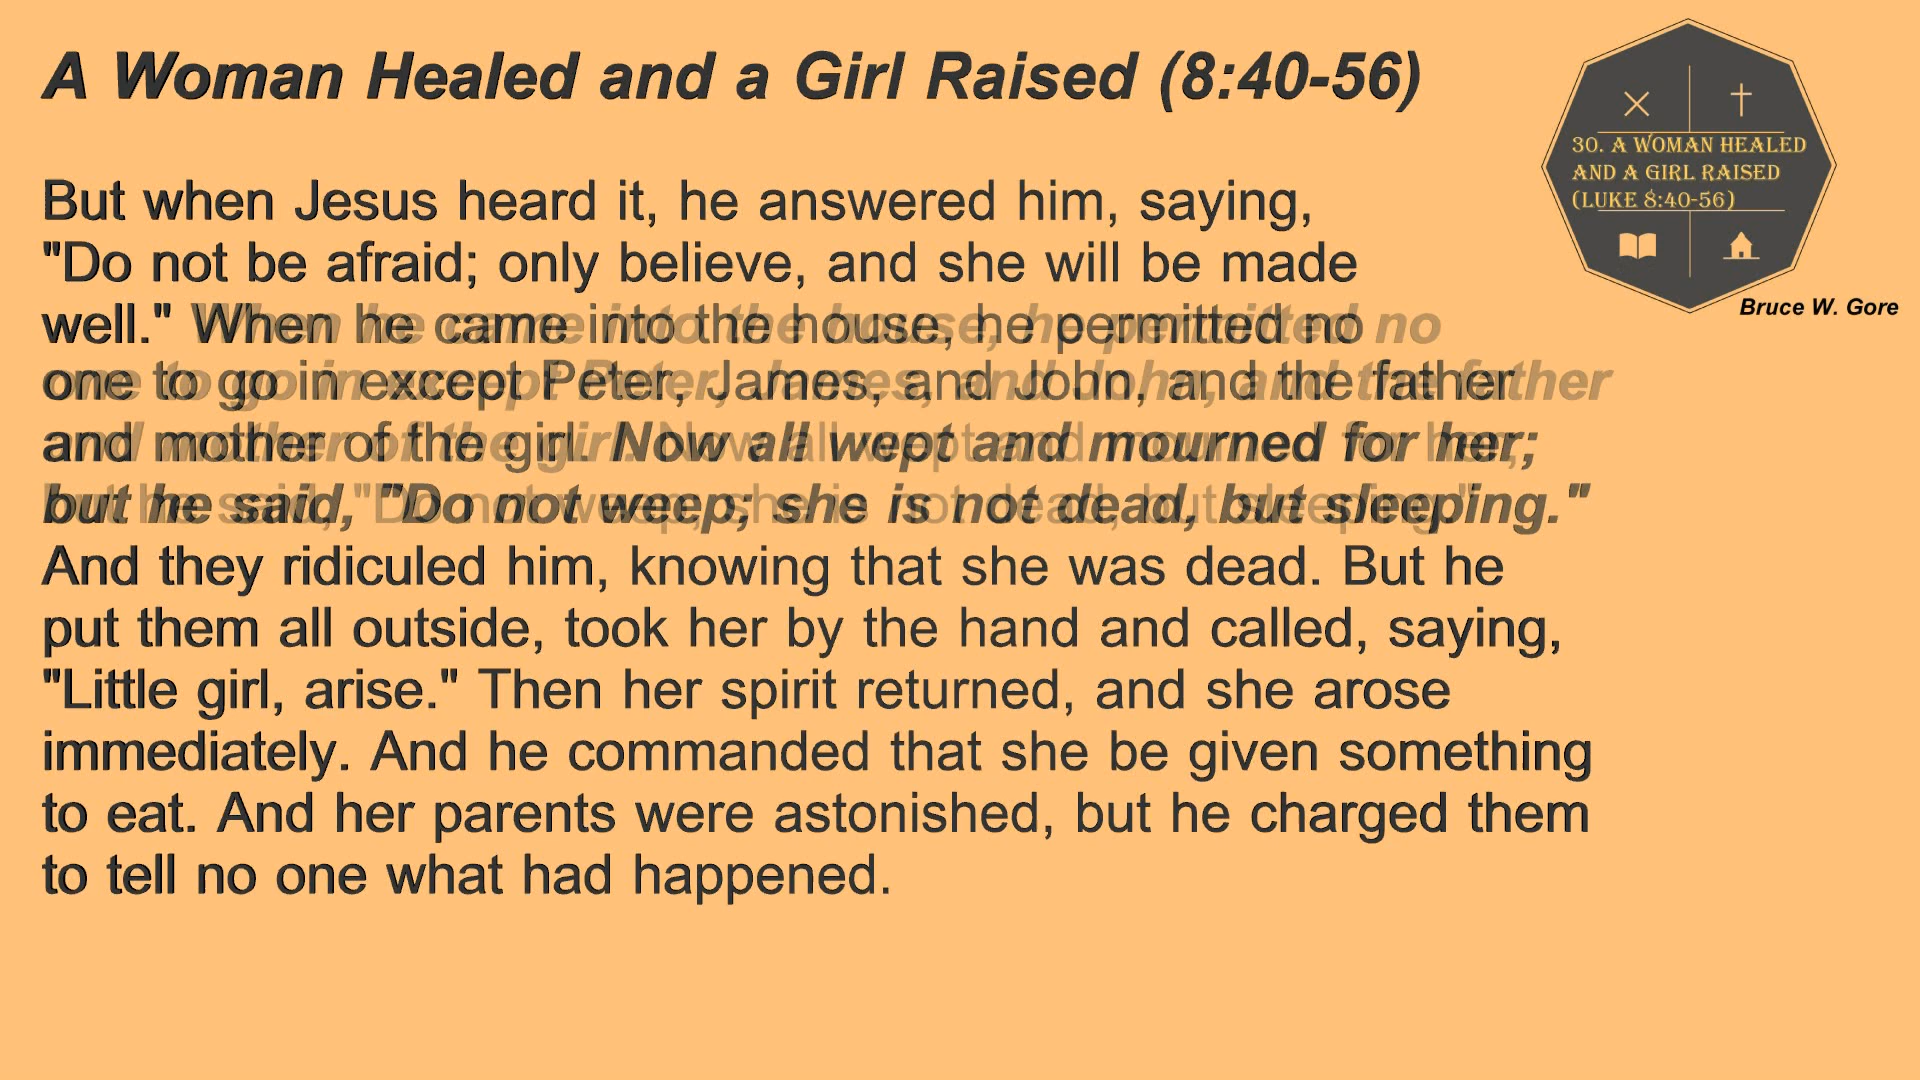 A Woman Healed and a Girl Raised (8:40-56)
30. A WOMAN HEALED
AND A GIRL RAISED
(LUKE 8:40-56)
Bruce W. Gore
But when Jesus heard it, he answered him, saying,
"Do not be afraid; only believe, and she will be made
well." When he came into the house, he permitted no
one to go in except Peter, James, and John, and the father
and mother of the girl. Now all wept and mourned for her;
but he said, "Do not weep; she is not dead, but sleeping."
And they ridiculed him, knowing that she was dead. But he
put them all outside, took her by the hand and called, saying,
"Little girl, arise." Then her spirit returned, and she arose
immediately. And he commanded that she be given something
to eat. And her parents were astonished, but he charged them
to tell no one what had happened.